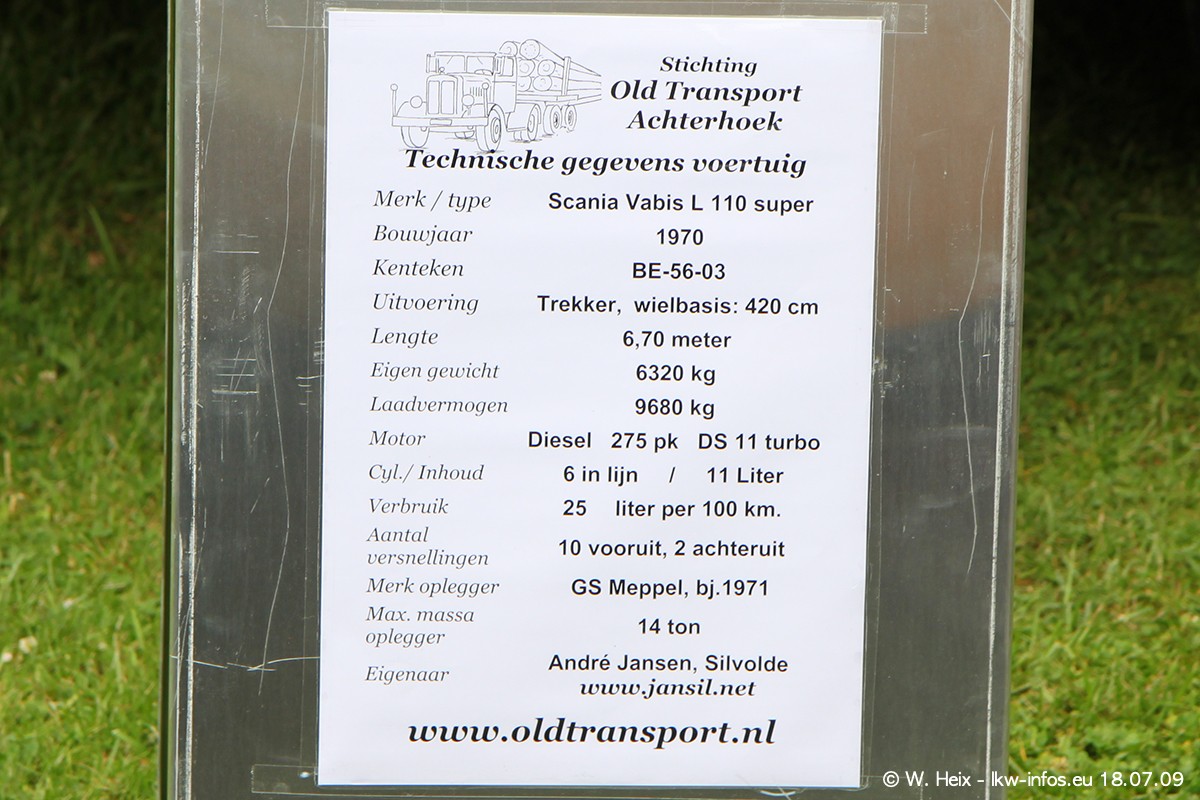 Stichting
Old Transport
Achterhoek
Technische gegevens voertuig
Merk / type Scania Vabis L 110 super
Bouwjaar 1970
Kenteken BE-56-03
Uitvoering Trekker, wielbasis: 420 cm
Lengte 6,70 meter
Eigen gewicht 6320 kg
Laadvermogen 9680 kg
Motor Diesel 275 pk DS 11 turbo
Cyl./ Inhoud 6 in lijn / 11 Liter
Verbruik 25 liter per 100 km.
Aantal
versnellingen 10 vooruit, 2 achteruit
Merk oplegger GS Meppel, bj.1971
Max. massa
oplegger 14 ton
Eigenaar André Jansen, Silvolde
www.jansil.net
www.oldtransport.nl
© W. Heix - lkw-infos.eu 18.07.09